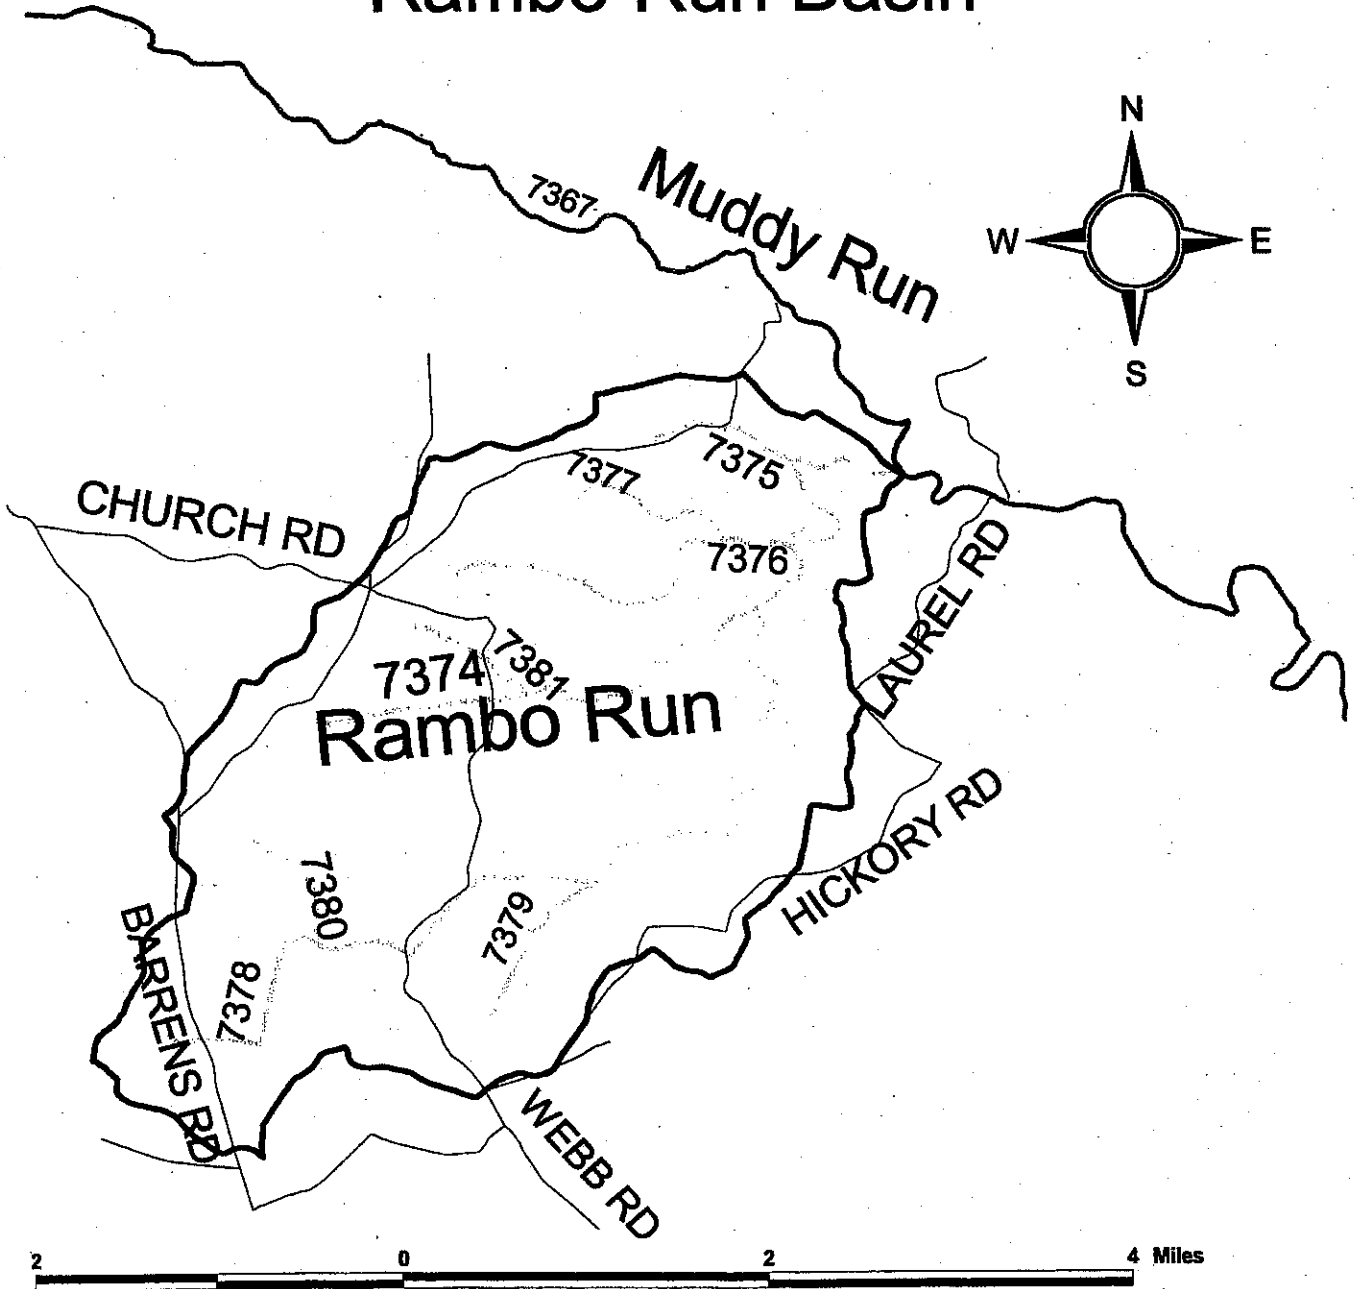 Rambo Run Basin
N
7367
Muddy Run
W
E
S
7375
7377
CHURCH RD
7376
LAUREL RD
7381
7374
Rambo Run
HICKORY RD
7380
7379
BARRENS RD
7378
WEBB RD
2 0 2 4 Miles